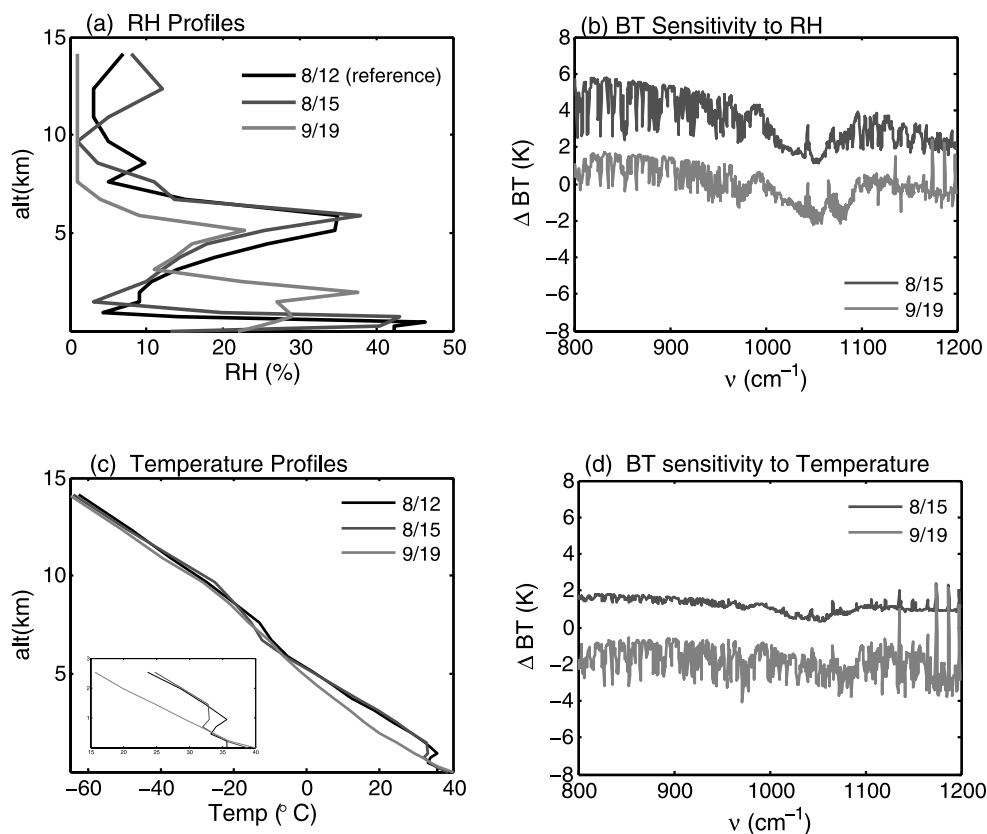 (a) RH Profiles
15
10
5
alt(km)
8/12 (reference)
8/15
9/19
0 10 20 30 40 50
RH (%)
(b) BT Sensitivity to RH
8
6
4
2
0
−2
−4
−6
−8
Δ BT (K)
8/15
9/19
800 900 1000 1100 1200
ν (cm⁻¹)
(c) Temperature Profiles
15
10
5
alt(km)
8/12
8/15
9/19
3
2
1
15 20 25 30 35 40
−60 −40 −20 0 20 40
Temp (° C)
(d) BT sensitivity to Temperature
8
6
4
2
0
−2
−4
−6
−8
Δ BT (K)
8/15
9/19
800 900 1000 1100 1200
ν (cm⁻¹)